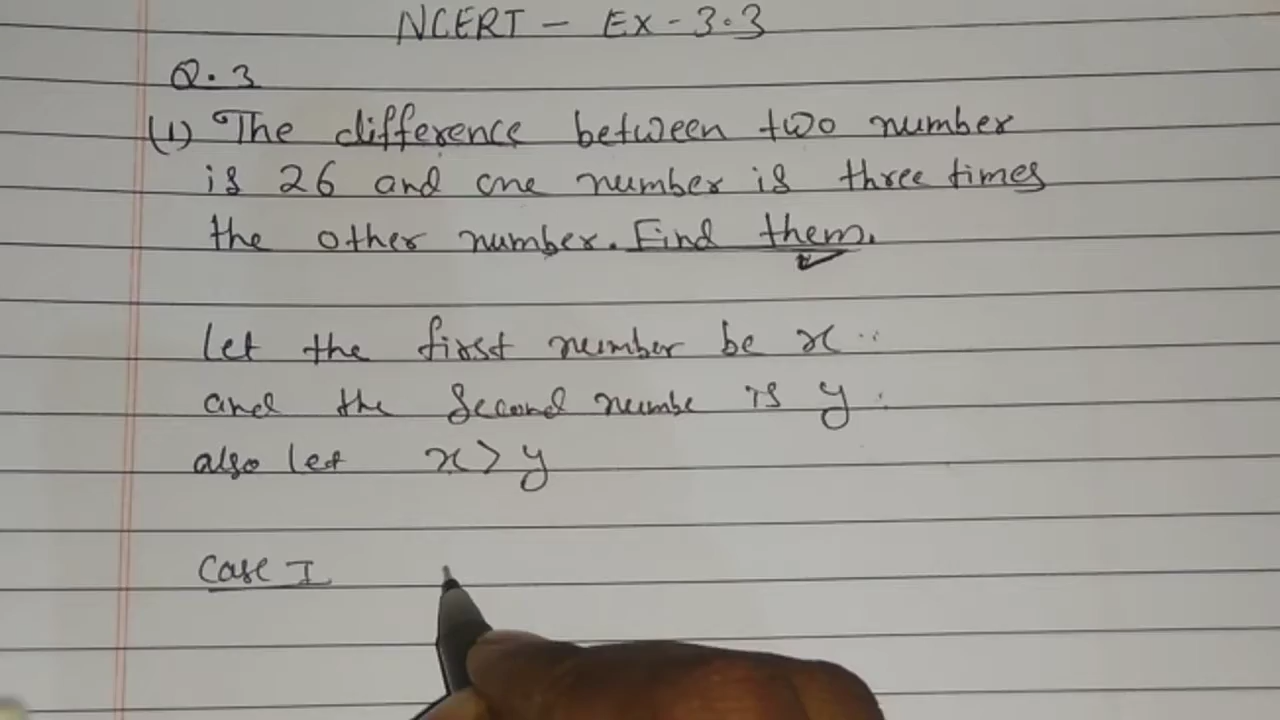 NCERT - Ex-3.3
Q.3
(1) The difference between two number
is 26 and one number is three times
the other number. Find them.
Let the first number be x
and the Second numbe is y
also let x>y
Case I